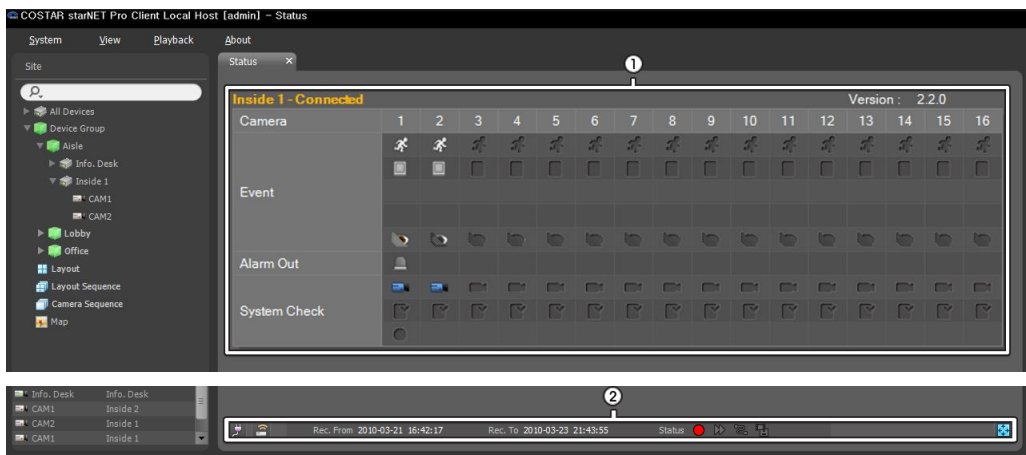 COSTAR starNET Pro Client Local Host [admin] – Status
System View Playback About
Site
Status ×
1
All Devices
Device Group
Aisle
Info. Desk
Inside 1
CAM1
CAM2
Lobby
Office
Layout
Layout Sequence
Camera Sequence
Map
Inside 1 - Connected Version : 2.2.0
Camera 1 2 3 4 5 6 7 8 9 10 11 12 13 14 15 16
Event
Alarm Out
System Check
Info. Desk Info. Desk
CAM1 Inside 2
CAM2 Inside 1
CAM1 Inside 1
2
Rec. From 2010-03-21 16:42:17 Rec. To 2010-03-23 21:43:55 Status